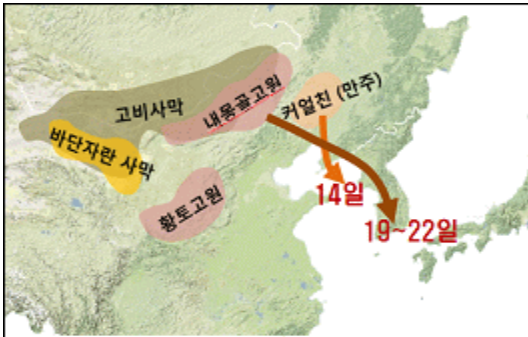 고비사막
내몽골고원
커얼친 (만주)
바단자란 사막
황토고원
14일
19~22일